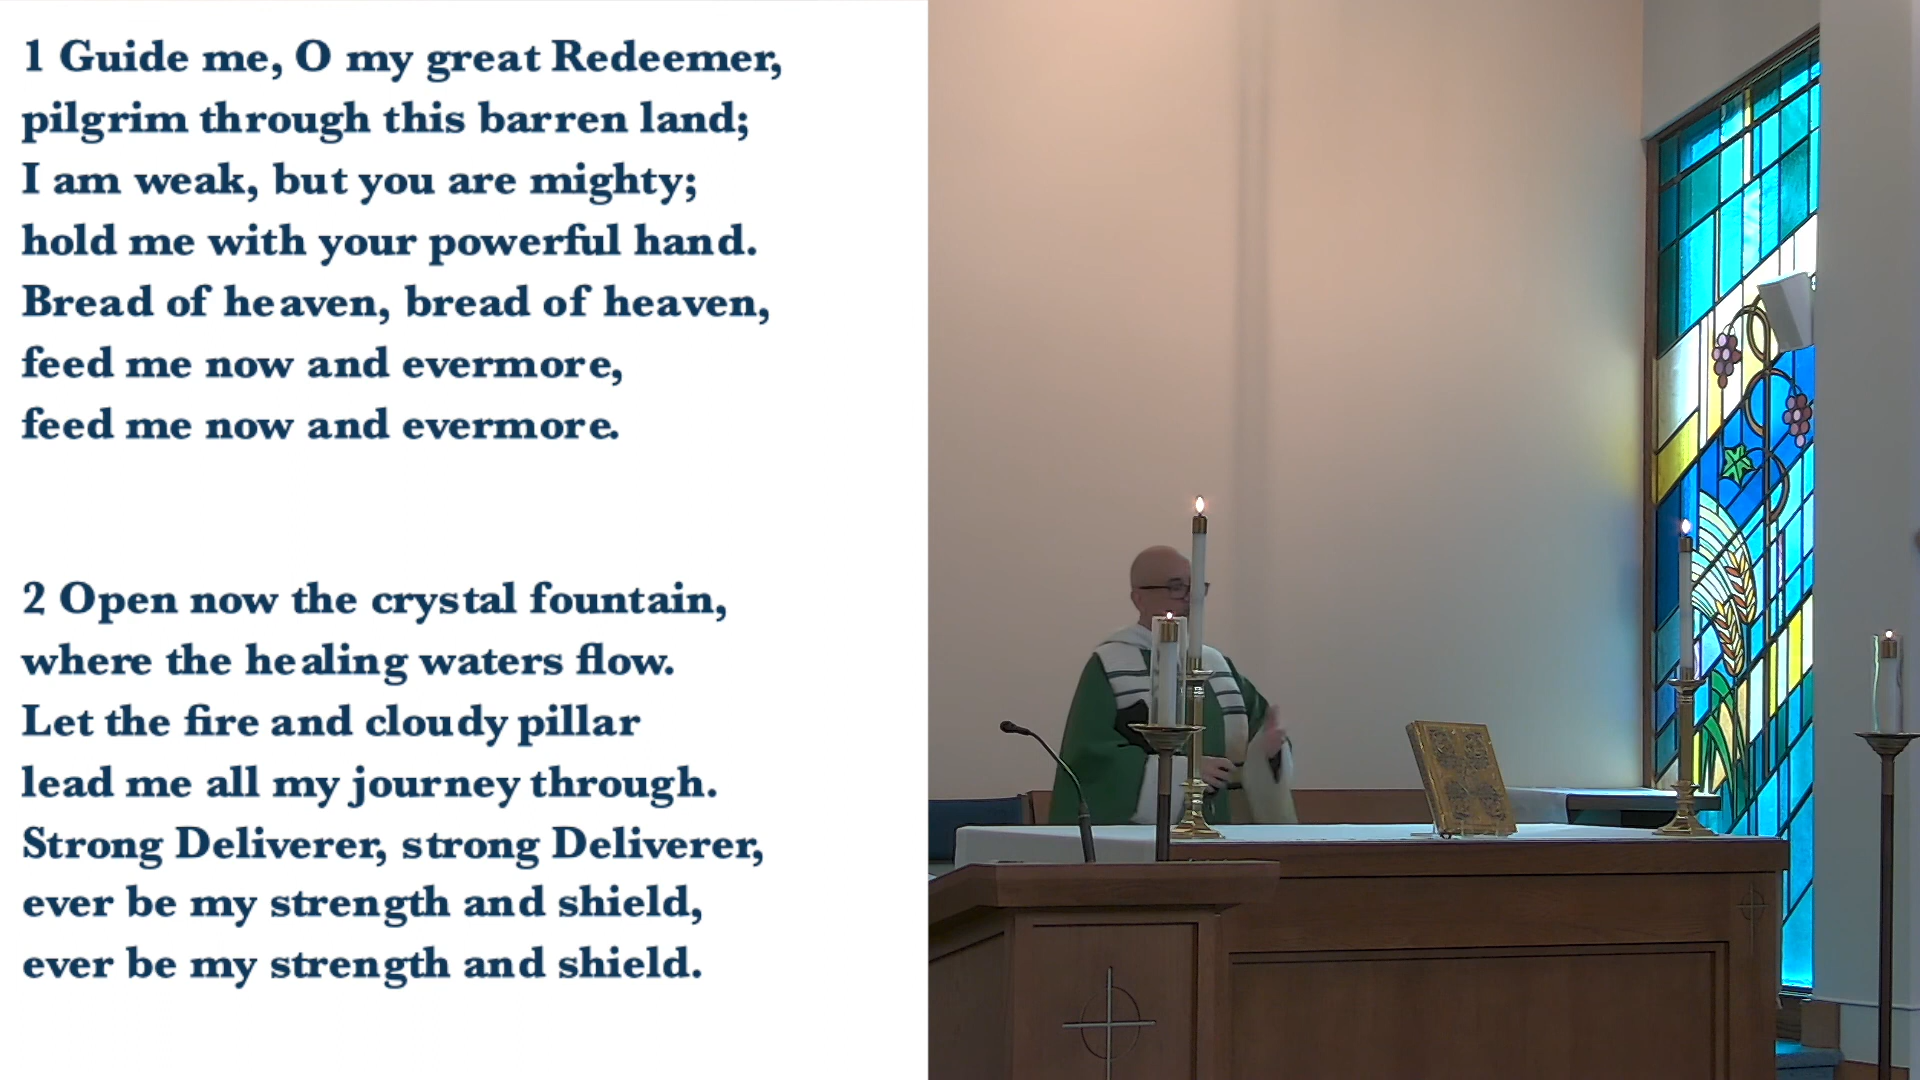 1 Guide me, O my great Redeemer,
pilgrim through this barren land;
I am weak, but you are mighty;
hold me with your powerful hand.
Bread of heaven, bread of heaven,
feed me now and evermore,
feed me now and evermore.
2 Open now the crystal fountain,
where the healing waters flow.
Let the fire and cloudy pillar
lead me all my journey through.
Strong Deliverer, strong Deliverer,
ever be my strength and shield,
ever be my strength and shield.